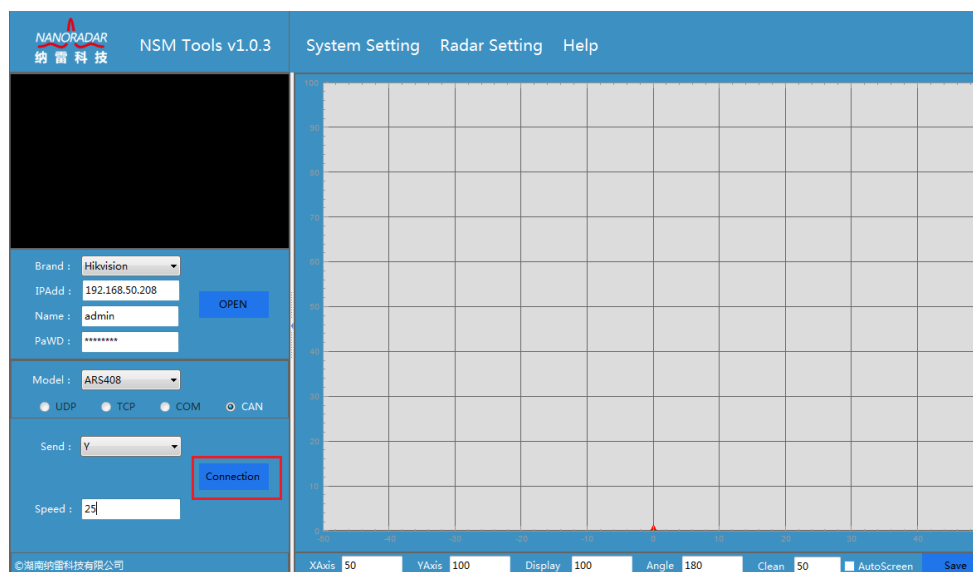 NANORADAR
纳雷科技
NSM Tools v1.0.3
System Setting Radar Setting Help
Brand : Hikvision
IPAdd : 192.168.50.208
OPEN
Name : admin
PaWD : ********
Model : ARS408
UDP TCP COM CAN
Send : Y
Connection
Speed : 25
©湖南纳雷科技有限公司
100
90
80
70
60
50
40
30
20
10
0
-50 -40 -30 -20 -10 0 10 20 30 40
XAxis 50 YAxis 100 Display 100 Angle 180 Clean 50 AutoScreen Save